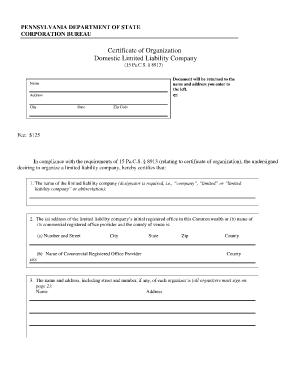 PENNSYLVANIA DEPARTMENT OF STATE
CORPORATION BUREAU
Certificate of Organization
Domestic Limited Liability Company
(15 Pa.C.S. § 8913)
Name
Address
City State Zip Code
Document will be returned to the
name and address you enter to
the left.
⇦
Fee: $125
In compliance with the requirements of 15 Pa.C.S. § 8913 (relating to certificate of organization), the undersigned
desiring to organize a limited liability company, hereby certifies that:
1. The name of the limited liability company (designator is required, i.e., "company", "limited" or "limited
liability company" or abbreviation):
2. The (a) address of the limited liability company's initial registered office in this Commonwealth or (b) name of
its commercial registered office provider and the county of venue is:
(a) Number and Street City State Zip County
(b) Name of Commercial Registered Office Provider County
c/o:
3. The name and address, including street and number, if any, of each organizer is (all organizers must sign on
page 2):
Name Address